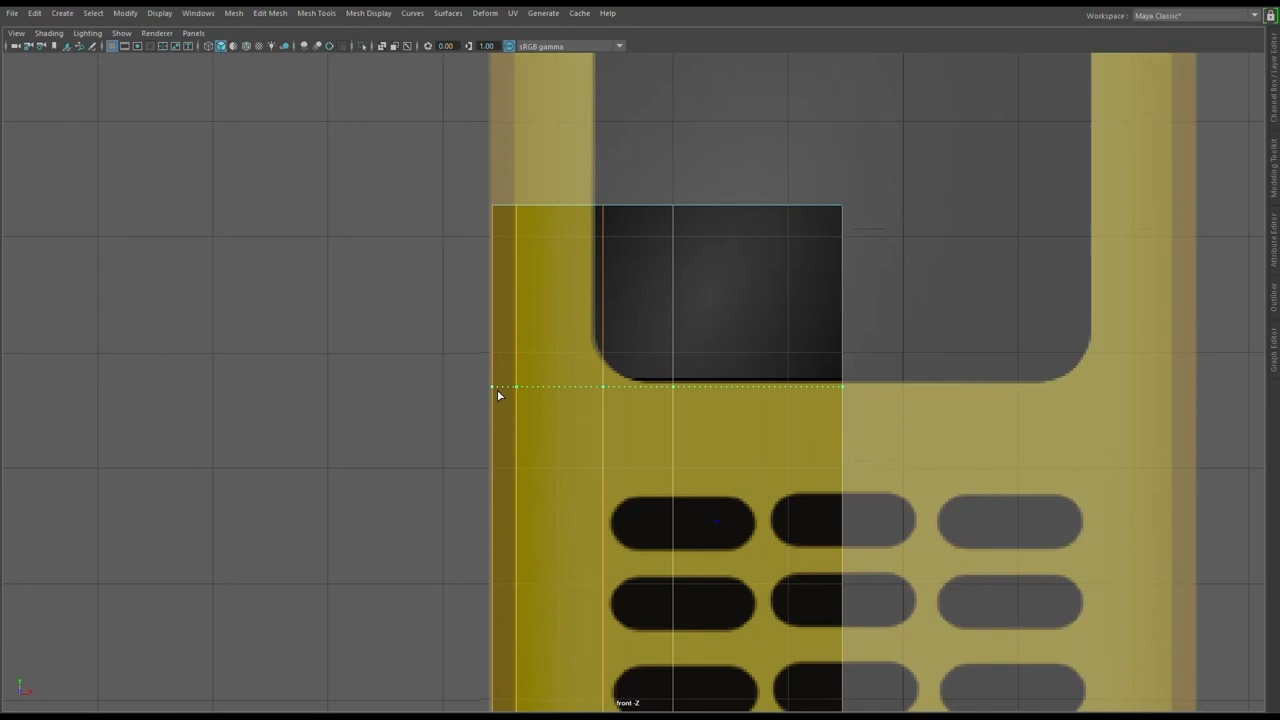 File Edit Create Select Modify Display Windows Mesh Edit Mesh Mesh Tools Mesh Display Curves Surfaces Deform UV Generate Cache Help
Workspace : Maya Classic*
View Shading Lighting Show Renderer Panels
0.00 1.00 sRGB gamma
Channel Box / Layer Editor
Modeling Toolkit
Attribute Editor
Outliner
Graph Editor
front -Z